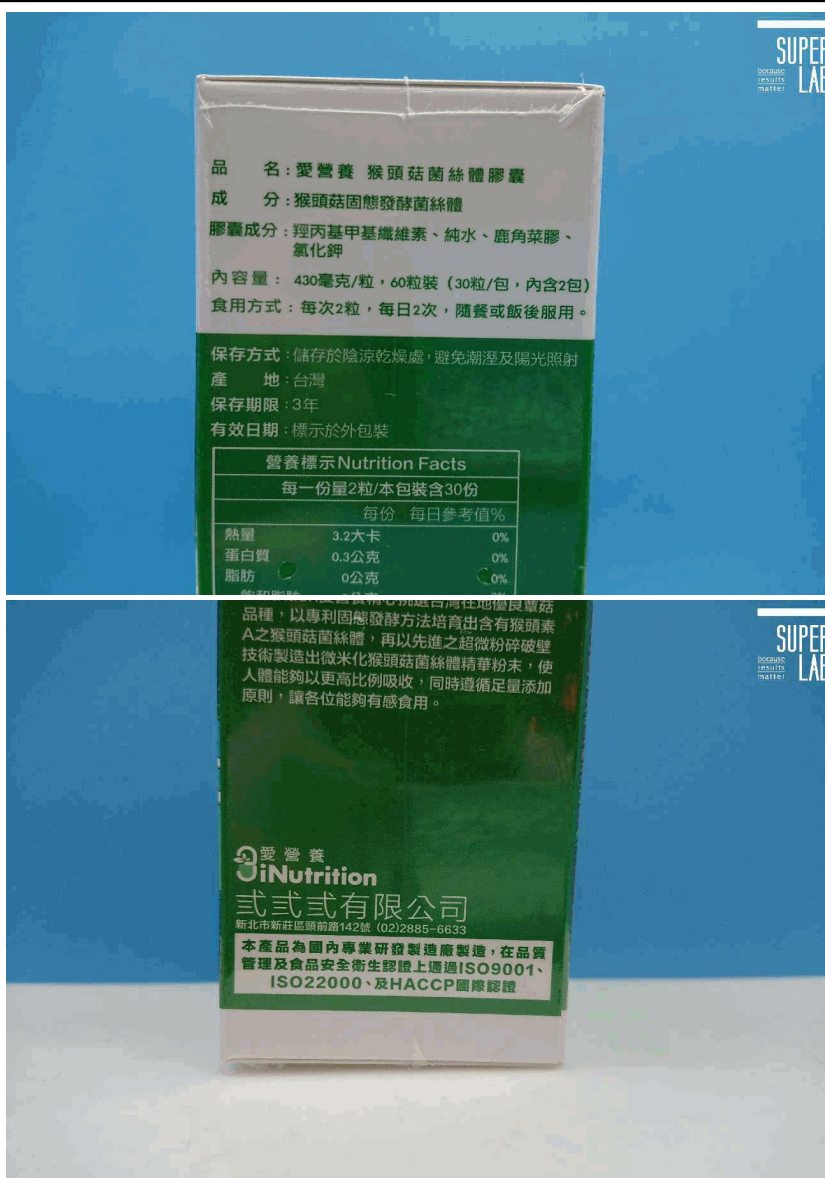 SUPER
LAB
because
results
matter
品　名：愛營養 猴頭菇菌絲體膠囊
成　分：猴頭菇固態發酵菌絲體
膠囊成分：羥丙基甲基纖維素、純水、鹿角菜膠、
氯化鉀
內容量：430毫克/粒，60粒裝（30粒/包，內含2包）
食用方式：每次2粒，每日2次，隨餐或飯後服用。
保存方式：儲存於陰涼乾燥處，避免潮溼及陽光照射
產　地：台灣
保存期限：3年
有效日期：標示於外包裝
營養標示Nutrition Facts
每一份量2粒/本包裝含30份
每份 每日參考值%
熱量 3.2大卡 0%
蛋白質 0.3公克 0%
脂肪 0公克 0%
SUPER
LAB
because
results
matter
品種，以專利固態發酵方法培育出含有猴頭素
A之猴頭菇菌絲體，再以先進之超微粉碎破壁
技術製造出微米化猴頭菇菌絲體精華粉末，使
人體能夠以更高比例吸收，同時遵循足量添加
原則，讓各位能夠有感食用。
愛營養
iNutrition
弍弍弍有限公司
新北市新莊區頭前路142號 (02)2885-6633
本產品為國內專業研發製造廠製造，在品質
管理及食品安全衛生認證上通過ISO9001、
ISO22000、及HACCP國際認證